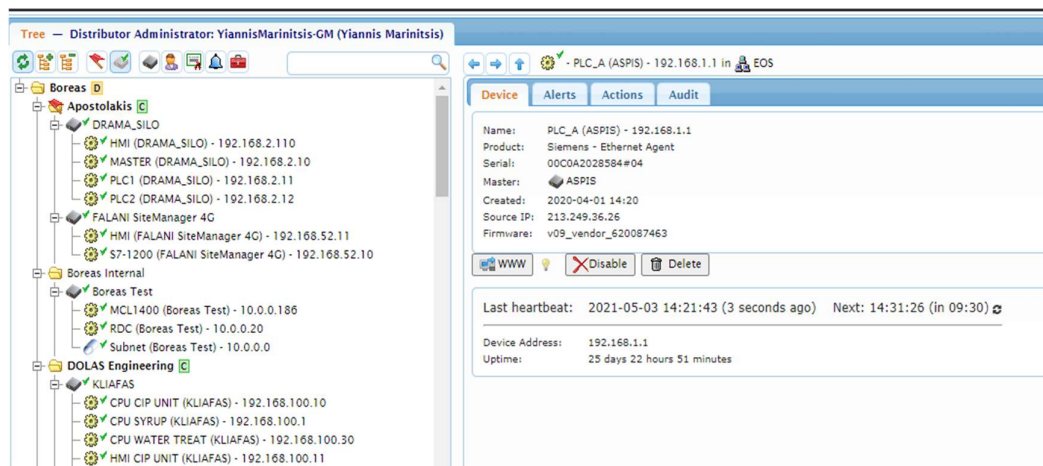 Tree — Distributor Administrator: YiannisMarinitsis-GM (Yiannis Marinitsis)
Boreas D
Apostolakis C
DRAMA_SILO
HMI (DRAMA_SILO) - 192.168.2.110
MASTER (DRAMA_SILO) - 192.168.2.10
PLC1 (DRAMA_SILO) - 192.168.2.11
PLC2 (DRAMA_SILO) - 192.168.2.12
FALANI SiteManager 4G
HMI (FALANI SiteManager 4G) - 192.168.52.11
S7-1200 (FALANI SiteManager 4G) - 192.168.52.10
Boreas Internal
Boreas Test
MCL1400 (Boreas Test) - 10.0.0.186
RDC (Boreas Test) - 10.0.0.20
Subnet (Boreas Test) - 10.0.0.0
DOLAS Engineering C
KLIAFAS
CPU CIP UNIT (KLIAFAS) - 192.168.100.10
CPU SYRUP (KLIAFAS) - 192.168.100.1
CPU WATER TREAT (KLIAFAS) - 192.168.100.30
HMI CIP UNIT (KLIAFAS) - 192.168.100.11
- PLC_A (ASPIS) - 192.168.1.1 in EOS
Device Alerts Actions Audit
Name: PLC_A (ASPIS) - 192.168.1.1
Product: Siemens - Ethernet Agent
Serial: 00C0A2028584#04
Master: ASPIS
Created: 2020-04-01 14:20
Source IP: 213.249.36.26
Firmware: v09_vendor_620087463
WWW Disable Delete
Last heartbeat: 2021-05-03 14:21:43 (3 seconds ago) Next: 14:31:26 (in 09:30)
Device Address: 192.168.1.1
Uptime: 25 days 22 hours 51 minutes